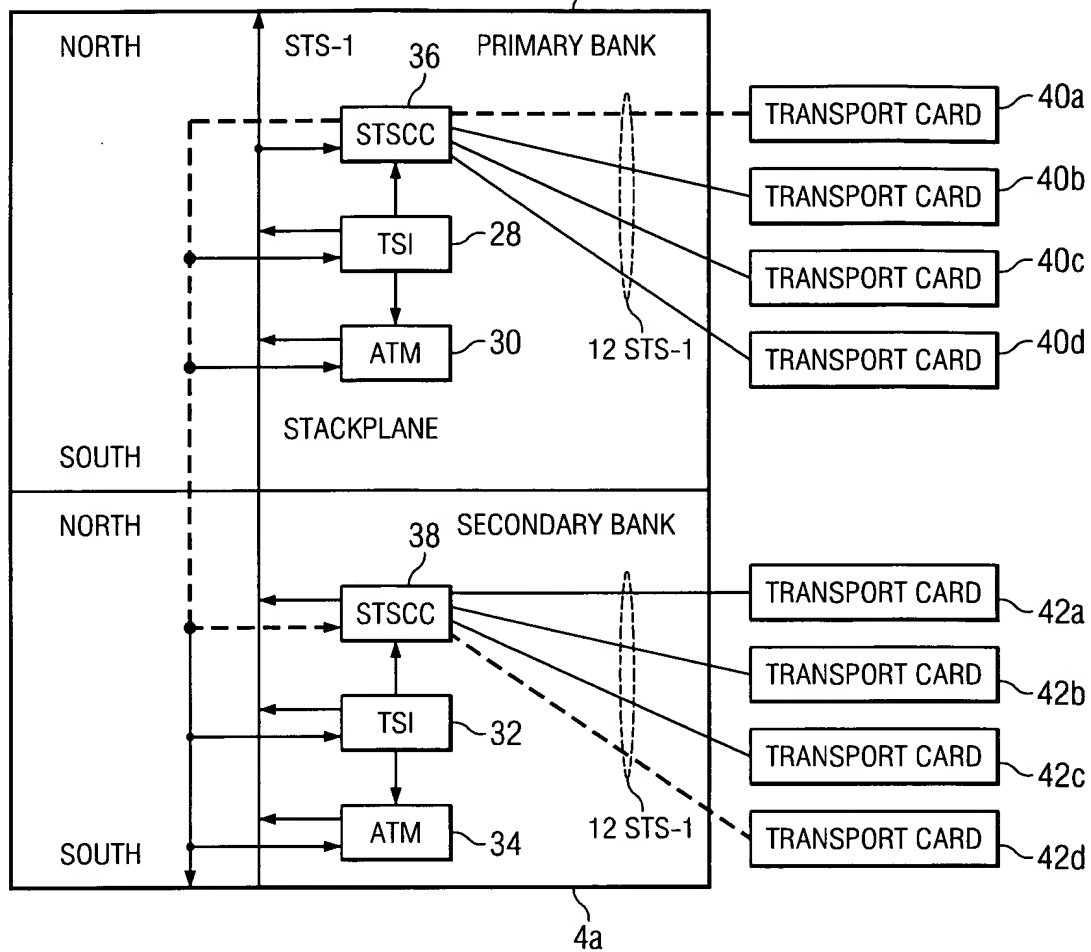 NORTH STS-1 PRIMARY BANK
36
STSCC
TRANSPORT CARD 40a
TRANSPORT CARD 40b
TSI 28
TRANSPORT CARD 40c
ATM 30
12 STS-1
TRANSPORT CARD 40d
STACKPLANE
SOUTH
NORTH SECONDARY BANK
38
STSCC
TRANSPORT CARD 42a
TRANSPORT CARD 42b
TSI 32
TRANSPORT CARD 42c
ATM 34
12 STS-1
TRANSPORT CARD 42d
SOUTH
4a